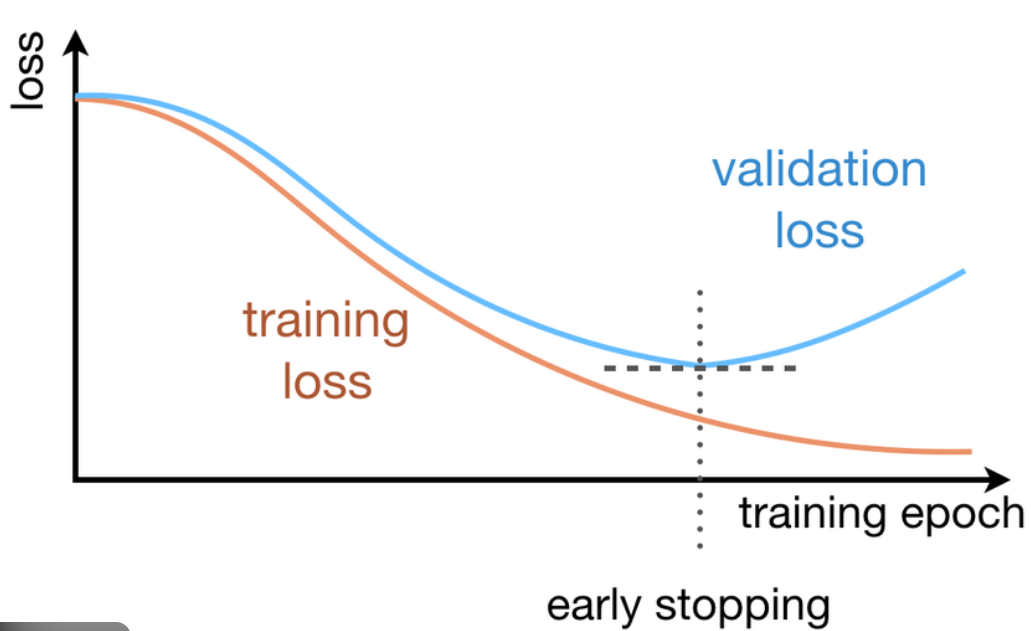 loss
validation
loss
training
loss
training epoch
early stopping